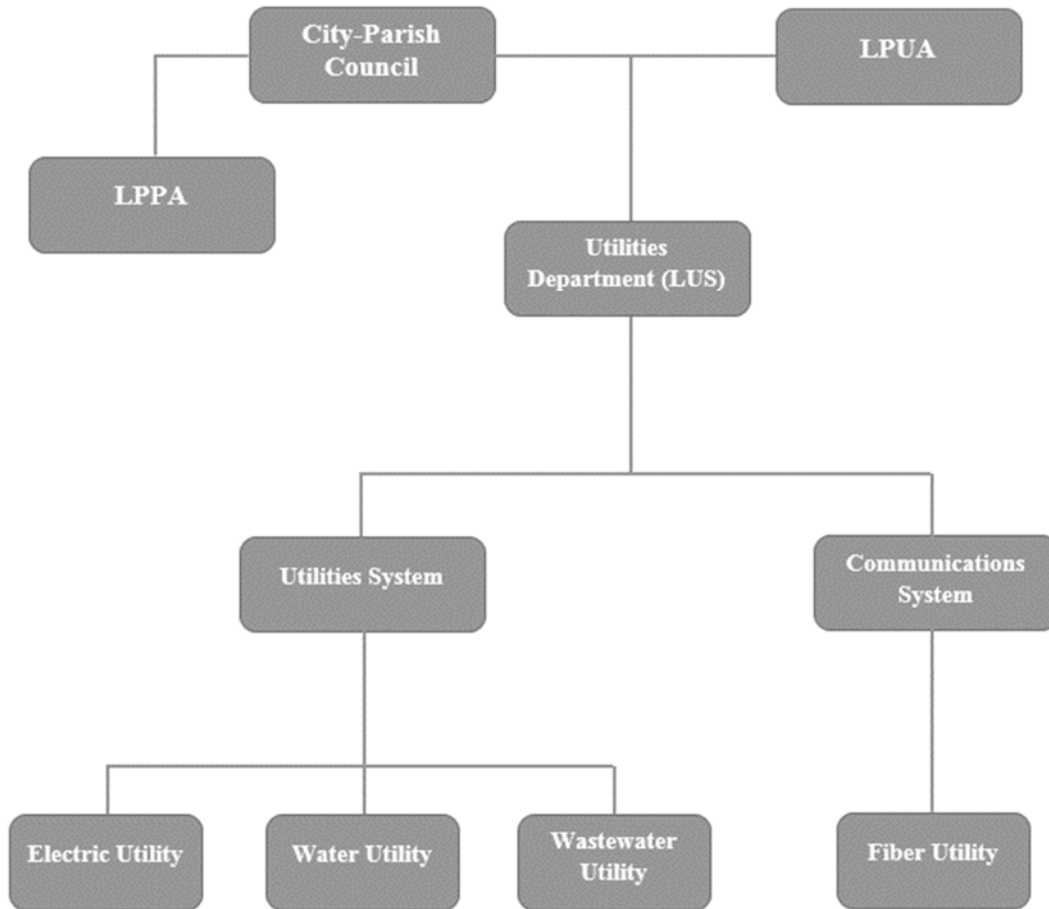 City-Parish
Council
LPUA
LPPA
Utilities
Department (LUS)
Utilities System
Communications
System
Electric Utility
Water Utility
Wastewater
Utility
Fiber Utility